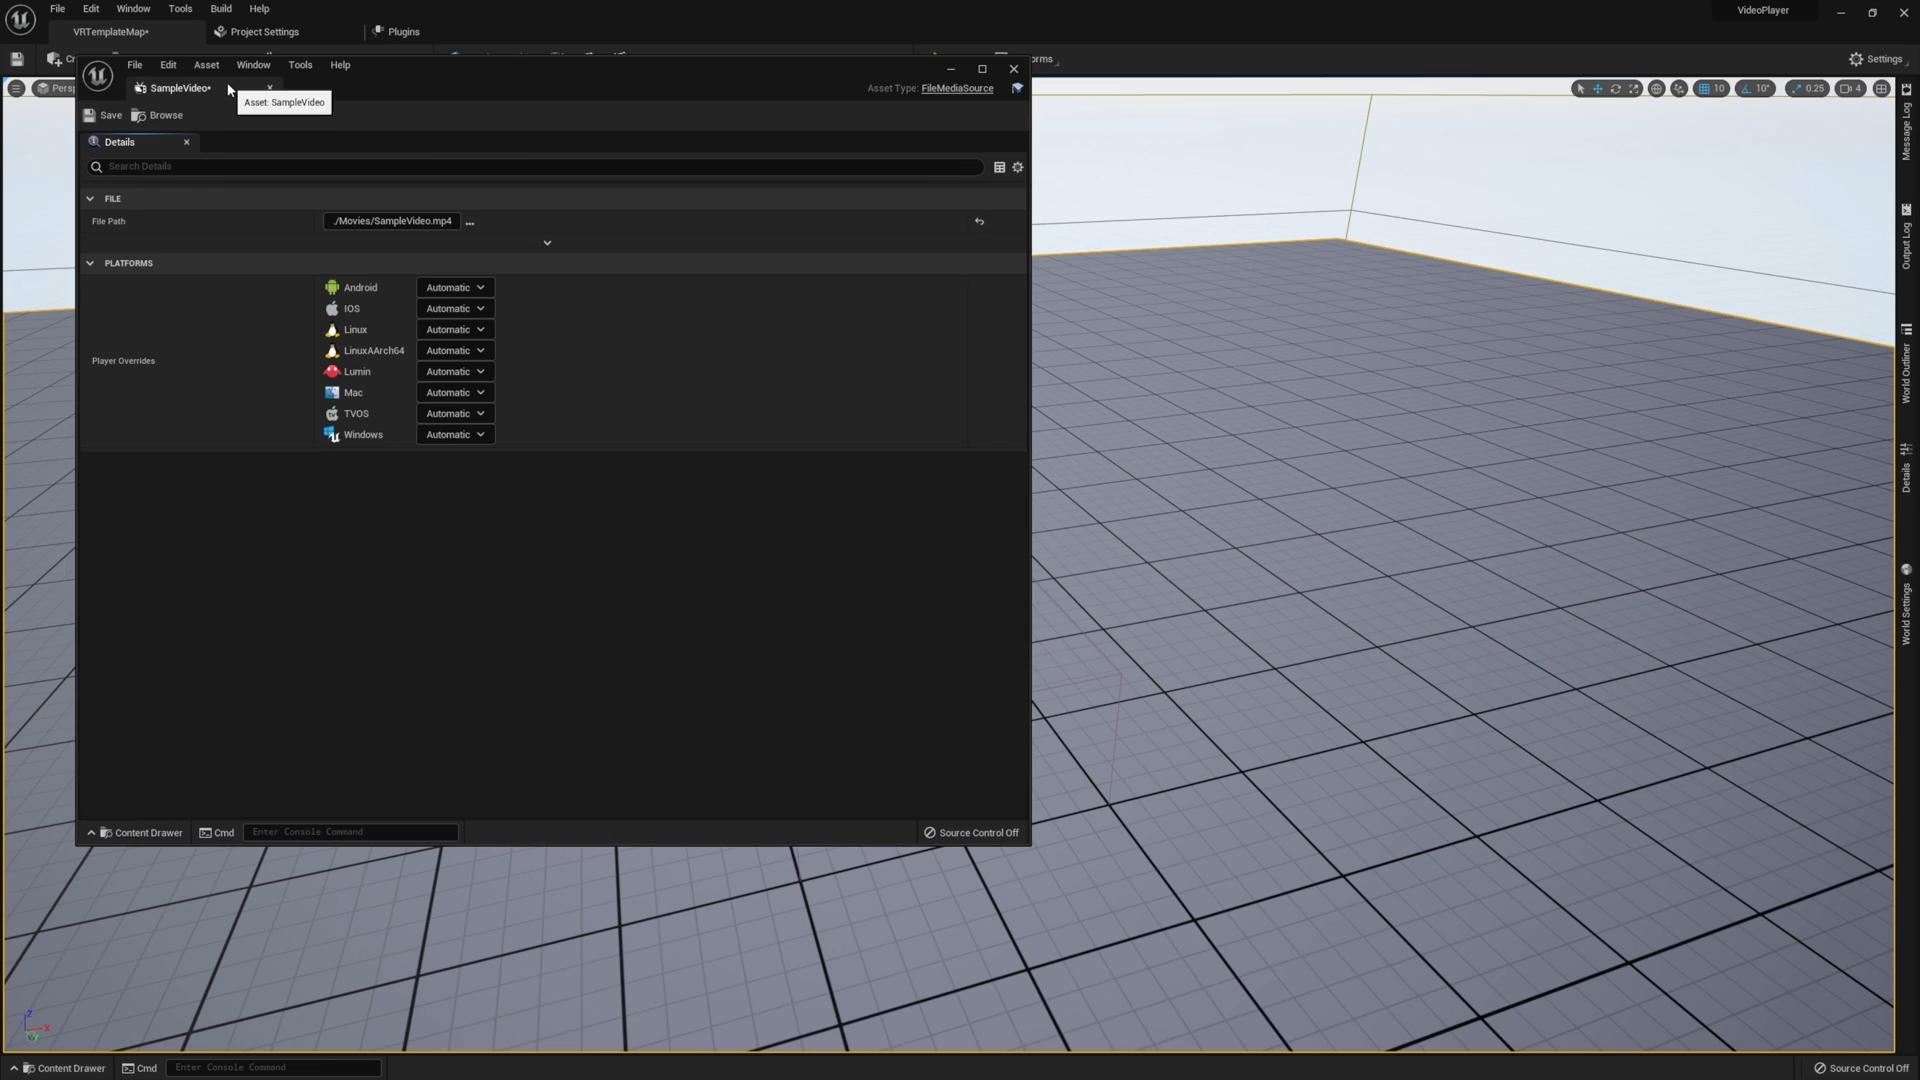 File Edit Window Tools Build Help
VideoPlayer
VRTemplateMap•
Project Settings
Plugins
Settings
File Edit Asset Window Tools Help
SampleVideo•
Asset: SampleVideo
Asset Type: FileMediaSource
Save
Browse
10
10°
0.25
4
Details
Search Details
FILE
File Path
./Movies/SampleVideo.mp4
...
PLATFORMS
Player Overrides
Android Automatic
IOS Automatic
Linux Automatic
LinuxAArch64 Automatic
Lumin Automatic
Mac Automatic
TVOS Automatic
Windows Automatic
Content Drawer
Cmd
Enter Console Command
Source Control Off
Message Log
Output Log
World Outliner
Details
World Settings
Z
X
Content Drawer
Cmd
Enter Console Command
Source Control Off